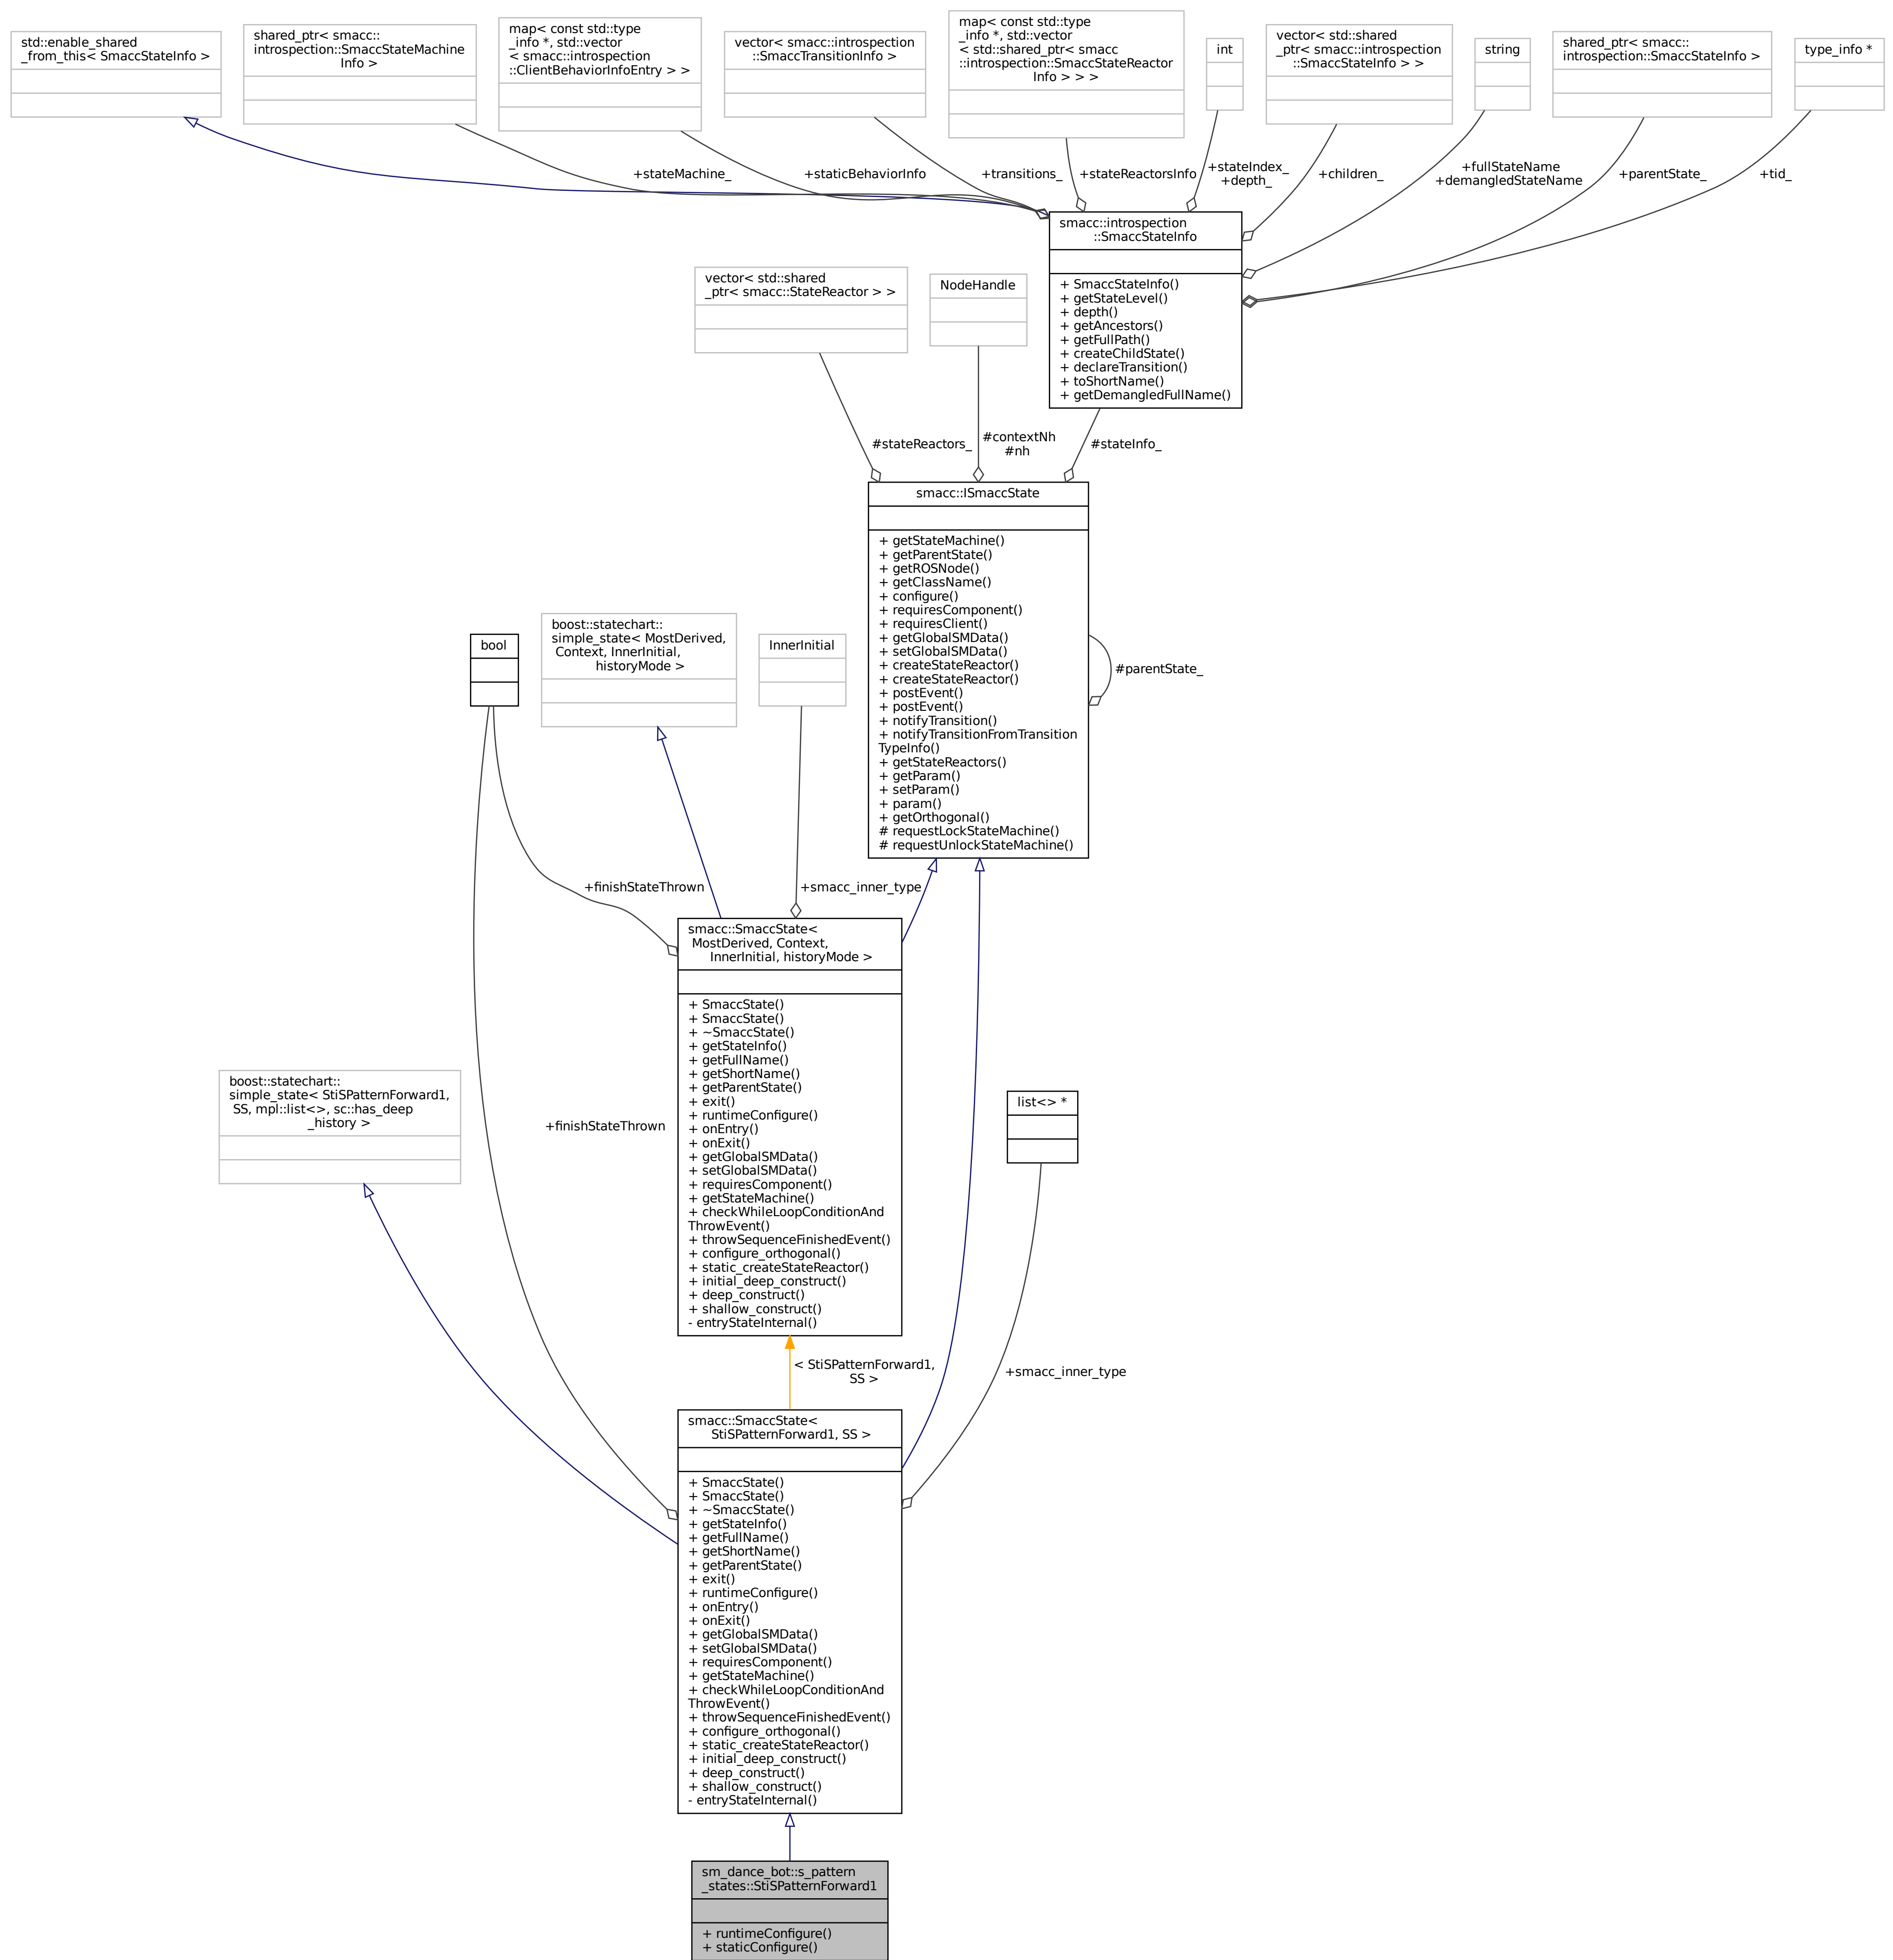 std::enable_shared
_from_this< SmaccStateInfo >
shared_ptr< smacc::
introspection::SmaccStateMachine
Info >
map< const std::type
_info *, std::vector
< smacc::introspection
::ClientBehaviorInfoEntry > >
vector< smacc::introspection
::SmaccTransitionInfo >
map< const std::type
_info *, std::vector
< std::shared_ptr< smacc
::introspection::SmaccStateReactor
Info > > >
int
vector< std::shared
_ptr< smacc::introspection
::SmaccStateInfo > >
string
shared_ptr< smacc::
introspection::SmaccStateInfo >
type_info *
+stateMachine_
+staticBehaviorInfo
+transitions_
+stateReactorsInfo
+stateIndex_
+depth_
+children_
+fullStateName
+demangledStateName
+parentState_
+tid_
smacc::introspection
::SmaccStateInfo
+ SmaccStateInfo()
+ getStateLevel()
+ depth()
+ getAncestors()
+ getFullPath()
+ createChildState()
+ declareTransition()
+ toShortName()
+ getDemangledFullName()
vector< std::shared
_ptr< smacc::StateReactor > >
NodeHandle
#stateReactors_
#contextNh
#nh
#stateInfo_
smacc::ISmaccState
+ getStateMachine()
+ getParentState()
+ getROSNode()
+ getClassName()
+ configure()
+ requiresComponent()
+ requiresClient()
+ getGlobalSMData()
+ setGlobalSMData()
+ createStateReactor()
+ createStateReactor()
+ postEvent()
+ postEvent()
+ notifyTransition()
+ notifyTransitionFromTransition
TypeInfo()
+ getStateReactors()
+ getParam()
+ setParam()
+ param()
+ getOrthogonal()
# requestLockStateMachine()
# requestUnlockStateMachine()
#parentState_
bool
boost::statechart::
simple_state< MostDerived,
Context, InnerInitial,
historyMode >
InnerInitial
+finishStateThrown
+smacc_inner_type
smacc::SmaccState<
MostDerived, Context,
InnerInitial, historyMode >
+ SmaccState()
+ SmaccState()
+ ~SmaccState()
+ getStateInfo()
+ getFullName()
+ getShortName()
+ getParentState()
+ exit()
+ runtimeConfigure()
+ onEntry()
+ onExit()
+ getGlobalSMData()
+ setGlobalSMData()
+ requiresComponent()
+ getStateMachine()
+ checkWhileLoopConditionAnd
ThrowEvent()
+ throwSequenceFinishedEvent()
+ configure_orthogonal()
+ static_createStateReactor()
+ initial_deep_construct()
+ deep_construct()
+ shallow_construct()
- entryStateInternal()
boost::statechart::
simple_state< StiSPatternForward1,
SS, mpl::list<>, sc::has_deep
_history >
+finishStateThrown
list<> *
< StiSPatternForward1,
SS >
+smacc_inner_type
smacc::SmaccState<
StiSPatternForward1, SS >
+ SmaccState()
+ SmaccState()
+ ~SmaccState()
+ getStateInfo()
+ getFullName()
+ getShortName()
+ getParentState()
+ exit()
+ runtimeConfigure()
+ onEntry()
+ onExit()
+ getGlobalSMData()
+ setGlobalSMData()
+ requiresComponent()
+ getStateMachine()
+ checkWhileLoopConditionAnd
ThrowEvent()
+ throwSequenceFinishedEvent()
+ configure_orthogonal()
+ static_createStateReactor()
+ initial_deep_construct()
+ deep_construct()
+ shallow_construct()
- entryStateInternal()
sm_dance_bot::s_pattern
_states::StiSPatternForward1
+ runtimeConfigure()
+ staticConfigure()